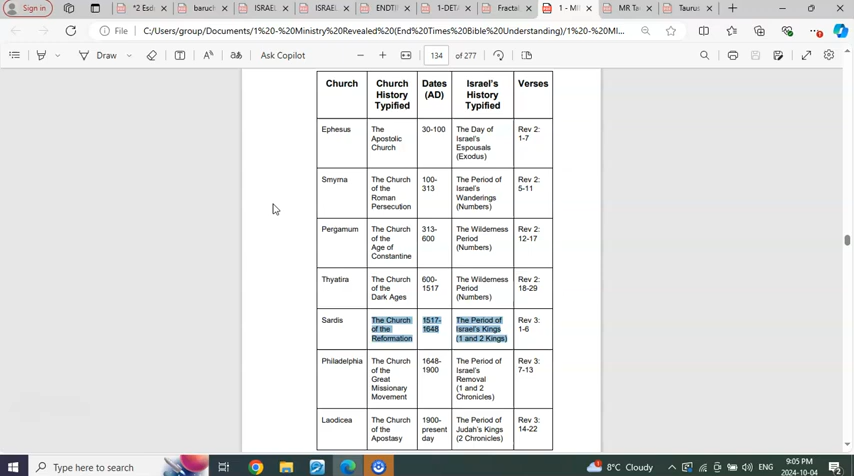 Sign in
*2 Esd
baruch
ISRAEL
ISRAEL
ENDTIN
1-DETA
Fractal
1 - MI
MR Ta
Taurus
File
C:/Users/group/Documents/1%20-%20Ministry%20Revealed%20(End%20Times%20Bible%20Understanding)/1%20-%20MI...
Draw
Ask Copilot
134
of 277
Church
Church
History
Typified
Dates
(AD)
Israel's
History
Typified
Verses
Ephesus
The
Apostolic
Church
30-100
The Day of
Israel's
Espousals
(Exodus)
Rev 2:
1-7
Smyrna
The Church
of the
Roman
Persecution
100-
313
The Period of
Israel's
Wanderings
(Numbers)
Rev 2:
5-11
Pergamum
The Church
of the
Age of
Constantine
313-
600
The Wilderness
Period
(Numbers)
Rev 2:
12-17
Thyatira
The Church
of the
Dark Ages
600-
1517
The Wilderness
Period
(Numbers)
Rev 2:
18-29
Sardis
The Church
of the
Reformation
1517-
1648
The Period of
Israel's Kings
(1 and 2 Kings)
Rev 3:
1-6
Philadelphia
The Church
of the
Great
Missionary
Movement
1648-
1900
The Period of
Israel's
Removal
(1 and 2
Chronicles)
Rev 3:
7-13
Laodicea
The Church
of the
Apostasy
1900-
present
day
The Period of
Judah's Kings
(2 Chronicles)
Rev 3:
14-22
Type here to search
8°C Cloudy
ENG
9:05 PM
2024-10-04